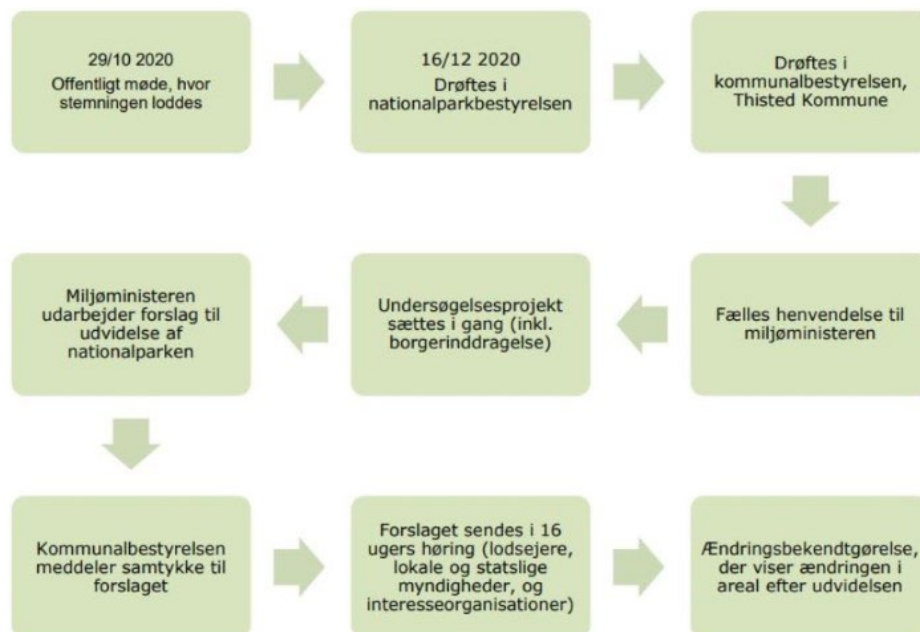 29/10 2020
Offentligt møde, hvor
stemningen loddes
16/12 2020
Drøftes i
nationalparkbestyrelsen
Drøftes i
kommunalbestyrelsen,
Thisted Kommune
Fælles henvendelse til
miljøministeren
Undersøgelsesprojekt
sættes i gang (inkl.
borgerinddragelse)
Miljøministeren
udarbejder forslag til
udvidelse af
nationalparken
Kommunalbestyrelsen
meddeler samtykke til
forslaget
Forslaget sendes i 16
ugers høring (lodsejere,
lokale og statslige
myndigheder, og
interesseorganisationer)
Ændringsbekendtgørelse,
der viser ændringen i
areal efter udvidelsen